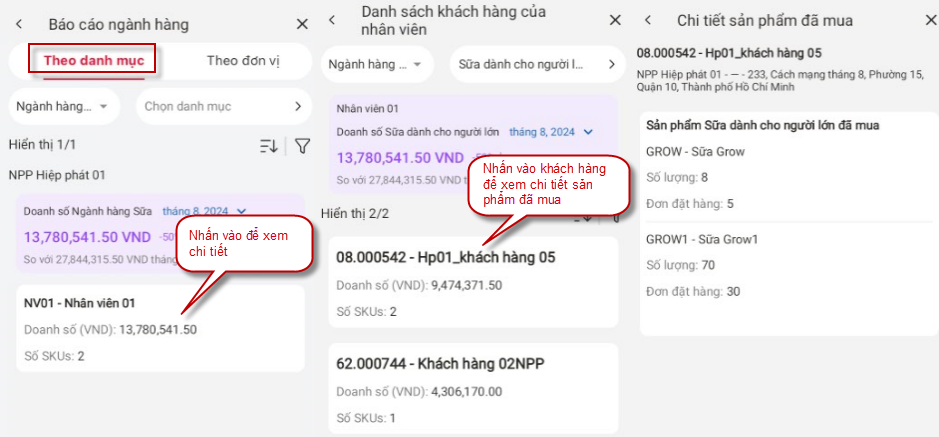 Báo cáo ngành hàng
Theo danh mục
Theo đơn vị
Ngành hàng...
Chọn danh mục
Hiển thị 1/1
NPP Hiệp phát 01
Doanh số Ngành hàng Sữa tháng 8, 2024
13,780,541.50 VND -50
So với 27,844,315.50 VND tháng
Nhấn vào để xem
chi tiết
NV01 - Nhân viên 01
Doanh số (VND): 13,780,541.50
Số SKUs: 2
Danh sách khách hàng của
nhân viên
Ngành hàng ...
Sữa dành cho người l...
Nhân viên 01
Doanh số Sữa dành cho người lớn tháng 8, 2024
13,780,541.50 VND
So với 27,844,315.50 VND
Nhấn vào khách hàng
để xem chi tiết sản
phẩm đã mua
Hiển thị 2/2
08.000542 - Hp01_khách hàng 05
Doanh số (VND): 9,474,371.50
Số SKUs: 2
62.000744 - Khách hàng 02NPP
Doanh số (VND): 4,306,170.00
Số SKUs: 1
Chi tiết sản phẩm đã mua
08.000542 - Hp01_khách hàng 05
NPP Hiệp phát 01 - — - 233, Cách mạng tháng 8, Phường 15,
Quận 10, Thành phố Hồ Chí Minh
Sản phẩm Sữa dành cho người lớn đã mua
GROW - Sữa Grow
Số lượng: 8
Đơn đặt hàng: 5
GROW1 - Sữa Grow1
Số lượng: 70
Đơn đặt hàng: 30